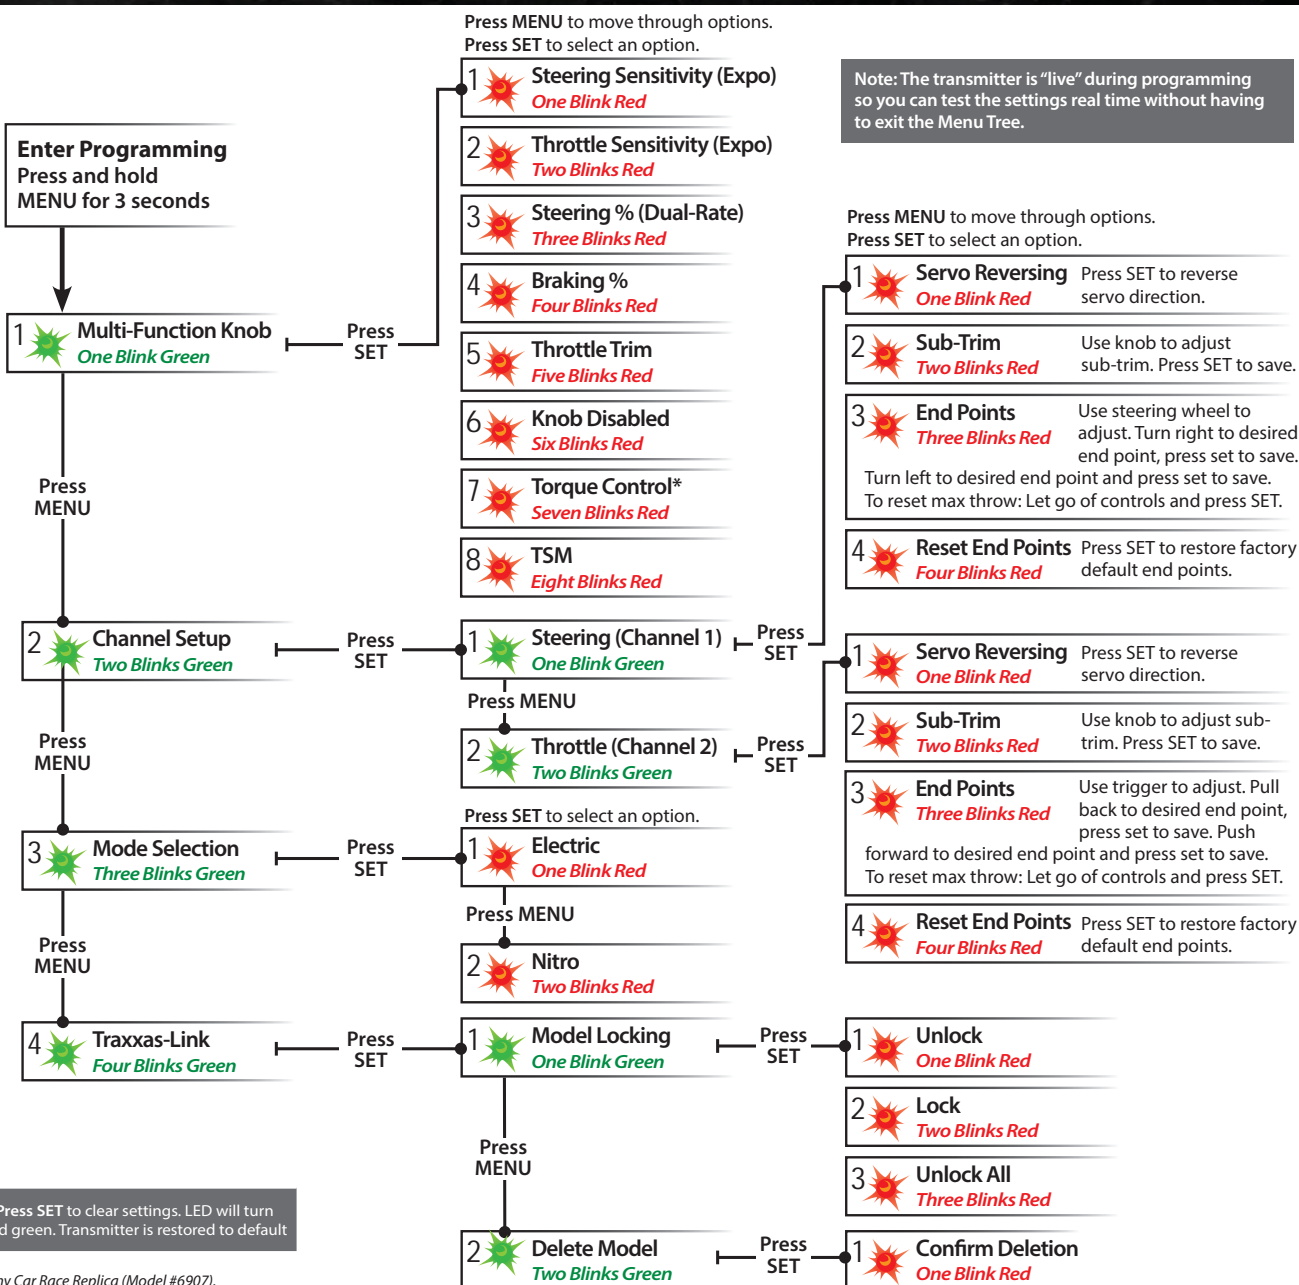 Press MENU to move through options.
Press SET to select an option.
Note: The transmitter is “live” during programming
so you can test the settings real time without having
to exit the Menu Tree.
Enter Programming
Press and hold
MENU for 3 seconds
1 Multi-Function Knob
One Blink Green
Press
SET
1 Steering Sensitivity (Expo)
One Blink Red
2 Throttle Sensitivity (Expo)
Two Blinks Red
3 Steering % (Dual-Rate)
Three Blinks Red
4 Braking %
Four Blinks Red
5 Throttle Trim
Five Blinks Red
6 Knob Disabled
Six Blinks Red
7 Torque Control*
Seven Blinks Red
8 TSM
Eight Blinks Red
Press
MENU
2 Channel Setup
Two Blinks Green
Press
SET
1 Steering (Channel 1)
One Blink Green
Press
SET
Press MENU
2 Throttle (Channel 2)
Two Blinks Green
Press
SET
Press MENU to move through options.
Press SET to select an option.
1 Servo Reversing Press SET to reverse
One Blink Red servo direction.
2 Sub-Trim Use knob to adjust
Two Blinks Red sub-trim. Press SET to save.
3 End Points Use steering wheel to
Three Blinks Red adjust. Turn right to desired
end point, press set to save.
Turn left to desired end point and press set to save.
To reset max throw: Let go of controls and press SET.
4 Reset End Points Press SET to restore factory
Four Blinks Red default end points.
1 Servo Reversing Press SET to reverse
One Blink Red servo direction.
2 Sub-Trim Use knob to adjust sub-
Two Blinks Red trim. Press SET to save.
3 End Points Use trigger to adjust. Pull
Three Blinks Red back to desired end point,
press set to save. Push
forward to desired end point and press set to save.
To reset max throw: Let go of controls and press SET.
4 Reset End Points Press SET to restore factory
Four Blinks Red default end points.
Press
MENU
3 Mode Selection
Three Blinks Green
Press
SET
Press SET to select an option.
1 Electric
One Blink Red
Press MENU
2 Nitro
Two Blinks Red
Press
MENU
4 Traxxas-Link
Four Blinks Green
Press
SET
1 Model Locking
One Blink Green
Press
SET
1 Unlock
One Blink Red
2 Lock
Two Blinks Red
3 Unlock All
Three Blinks Red
Press
MENU
2 Delete Model
Two Blinks Green
Press
SET
1 Confirm Deletion
One Blink Red
Press SET to clear settings. LED will turn
d green. Transmitter is restored to default
ny Car Race Replica (Model #6907).